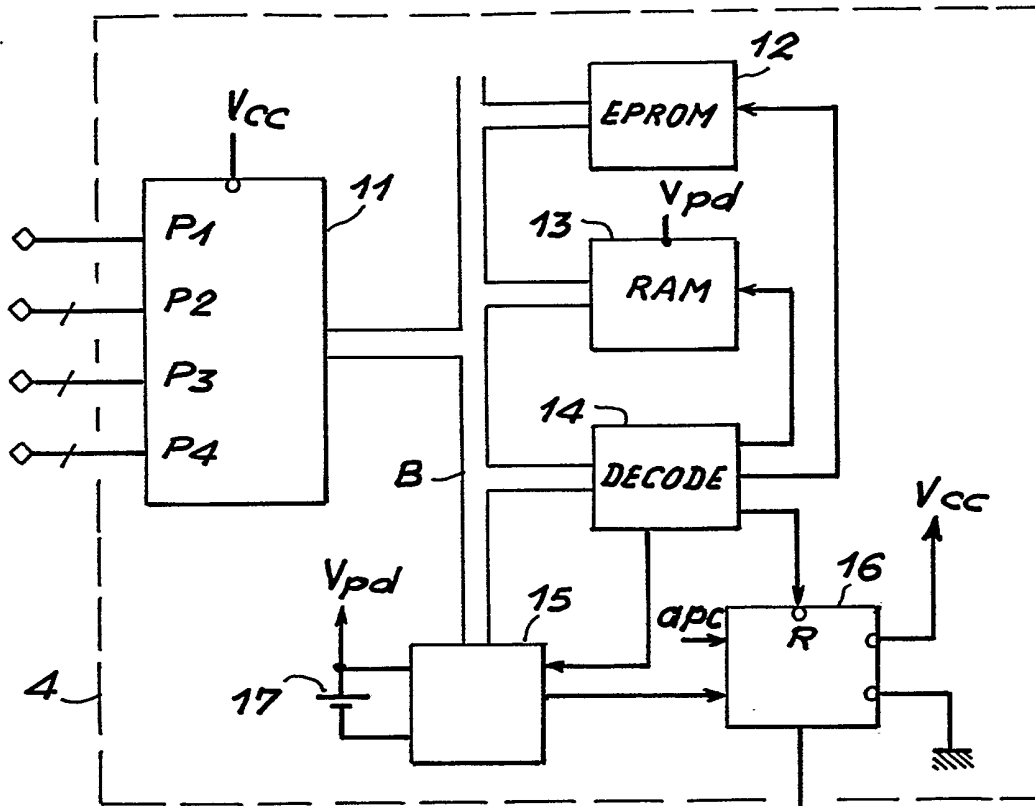 12
Vcc
EPROM
11
Vpd
P1
13
RAM
P2
P3
14
P4
B
DECODE
Vcc
Vpd
15
16
apc
R
4
17